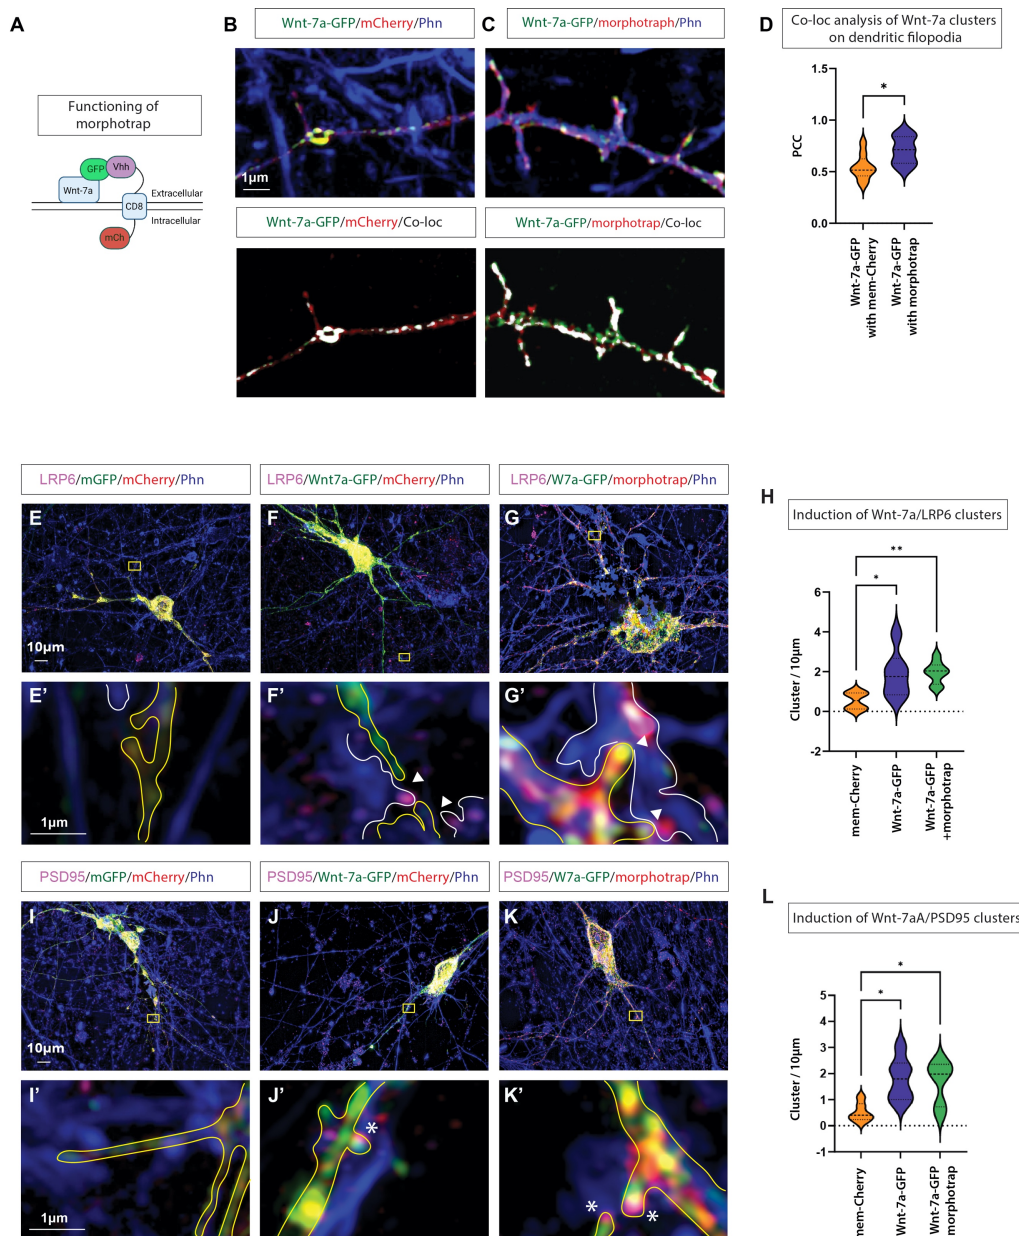 A
Functioning of
morphotrap
GFP
Vhh
Wnt-7a
CD8
Extracellular
Intracellular
mCh
B
Wnt-7a-GFP/mCherry/Phn
1μm
Wnt-7a-GFP/mCherry/Co-loc
C
Wnt-7a-GFP/morphotraph/Phn
Wnt-7a-GFP/morphotrap/Co-loc
D
Co-loc analysis of Wnt-7a clusters
on dendritic filopodia
1.5
1.0
0.5
0.0
PCC
*
Wnt-7a-GFP
with mem-Cherry
Wnt-7a-GFP
with morphotrap
LRP6/mGFP/mCherry/Phn
E
10μm
E'
1μm
LRP6/Wnt7a-GFP/mCherry/Phn
F
F'
LRP6/W7a-GFP/morphotrap/Phn
G
G'
H
Induction of Wnt-7a/LRP6 clusters
**
*
6
4
2
0
-2
Cluster / 10μm
mem-Cherry
Wnt-7a-GFP
Wnt-7a-GFP
+morphotrap
PSD95/mGFP/mCherry/Phn
I
10μm
I'
1μm
PSD95/Wnt-7a-GFP/mCherry/Phn
J
J'
*
PSD95/W7a-GFP/morphotrap/Phn
K
K'
*
*
L
Induction of Wnt-7aA/PSD95 clusters
*
*
5
4
3
2
1
0
-1
Cluster / 10μm
mem-Cherry
Wnt-7a-GFP
Wnt-7a-GFP
morphotrap